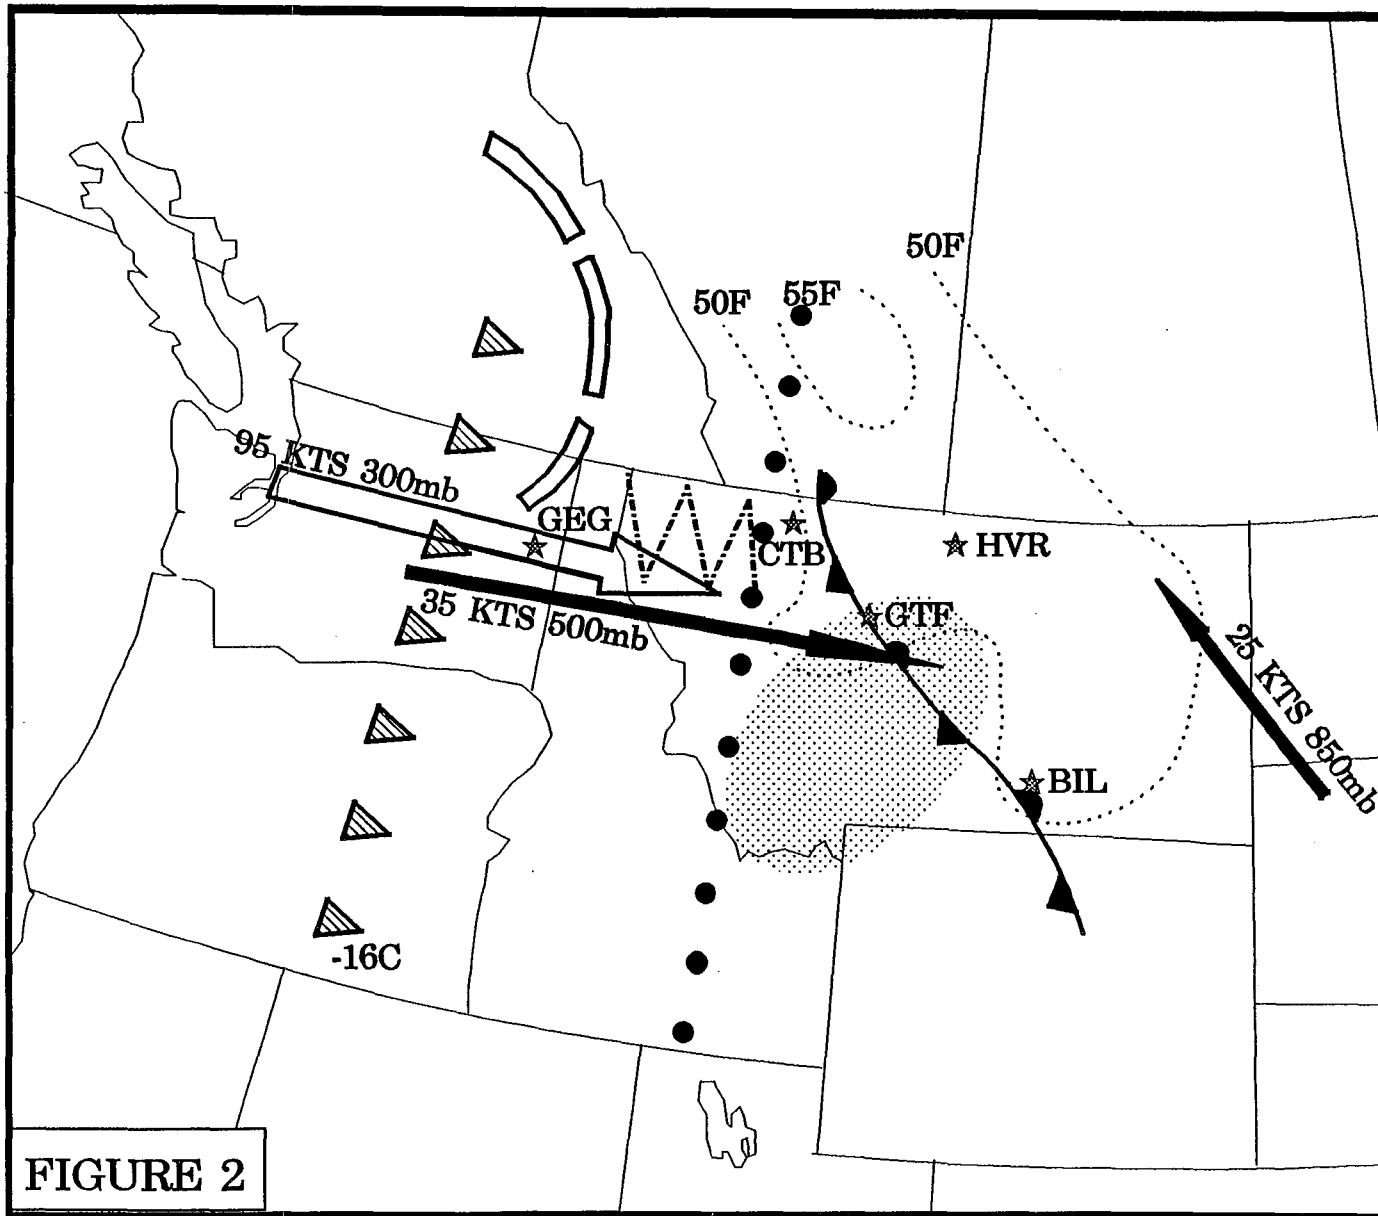 50F
50F
55F
95 KTS 300mb
GEG
CTB
HVR
35 KTS 500mb
GTF
25 KTS 850mb
BIL
-16C
FIGURE 2